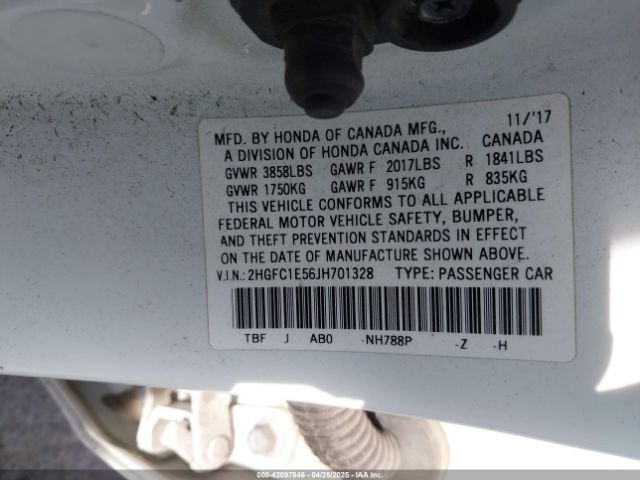 11/'17
MFD. BY HONDA OF CANADA MFG., CANADA
A DIVISION OF HONDA CANADA INC.
GVWR 3858LBS GAWR F 2017LBS R 1841LBS
GVWR 1750KG GAWR F 915KG R 835KG
THIS VEHICLE CONFORMS TO ALL APPLICABLE
FEDERAL MOTOR VEHICLE SAFETY, BUMPER,
AND THEFT PREVENTION STANDARDS IN EFFECT
ON THE DATE OF MANUFACTURE SHOWN ABOVE.
V.I.N.: 2HGFC1E56JH701328 TYPE: PASSENGER CAR
TBF J AB0 -NH788P -Z -H
000-42097846 - 04/25/2025 - IAA Inc.